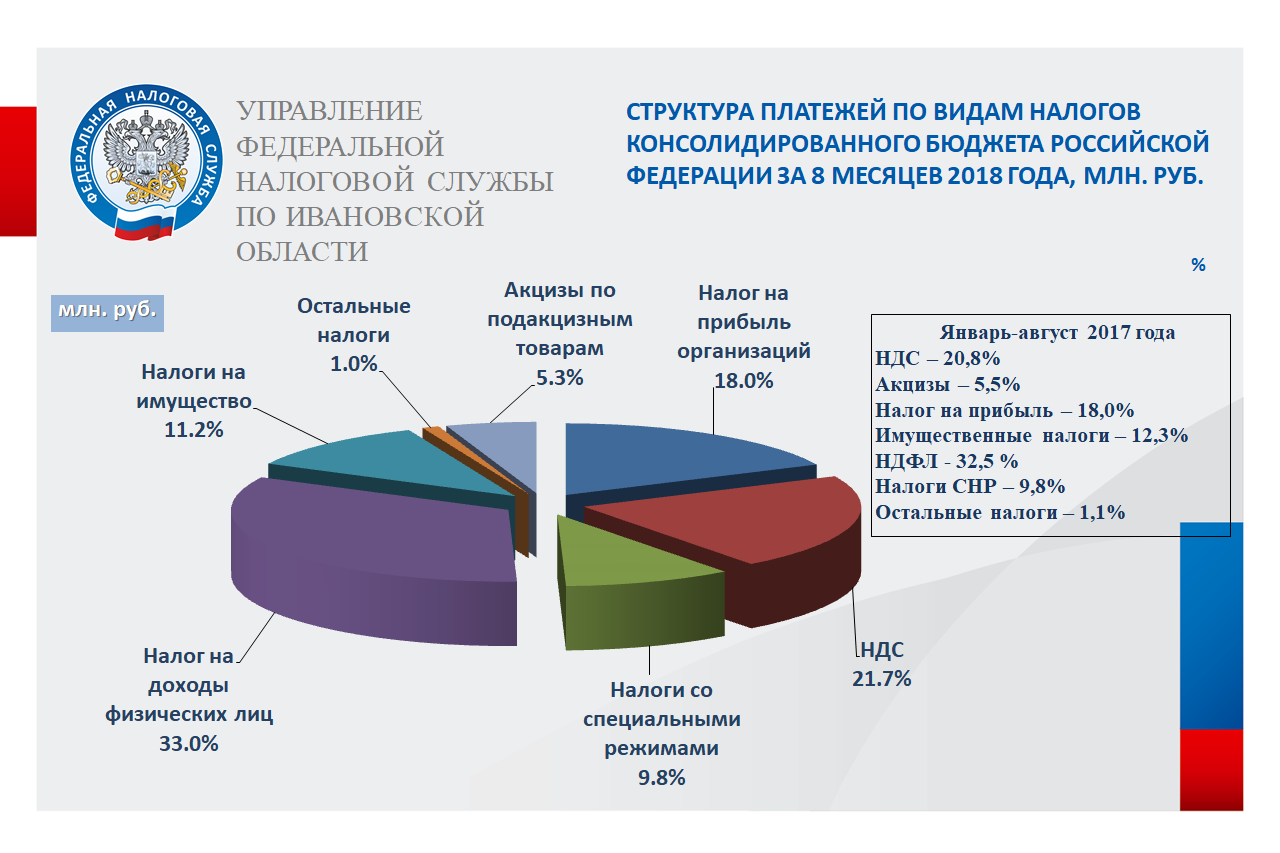 ФЕДЕРАЛЬНАЯ НАЛОГОВАЯ СЛУЖБА
УПРАВЛЕНИЕ
ФЕДЕРАЛЬНОЙ
НАЛОГОВОЙ СЛУЖБЫ
ПО ИВАНОВСКОЙ
ОБЛАСТИ
СТРУКТУРА ПЛАТЕЖЕЙ ПО ВИДАМ НАЛОГОВ
КОНСОЛИДИРОВАННОГО БЮДЖЕТА РОССИЙСКОЙ
ФЕДЕРАЦИИ ЗА 8 МЕСЯЦЕВ 2018 ГОДА, МЛН. РУБ.
%
млн. руб.
Остальные
налоги
1.0%
Акцизы по
подакцизным
товарам
5.3%
Налог на
прибыль
организаций
18.0%
Налоги на
имущество
11.2%
Январь-август 2017 года
НДС – 20,8%
Акцизы – 5,5%
Налог на прибыль – 18,0%
Имущественные налоги – 12,3%
НДФЛ - 32,5 %
Налоги СНР – 9,8%
Остальные налоги – 1,1%
Налог на
доходы
физических лиц
33.0%
Налоги со
специальными
режимами
9.8%
НДС
21.7%